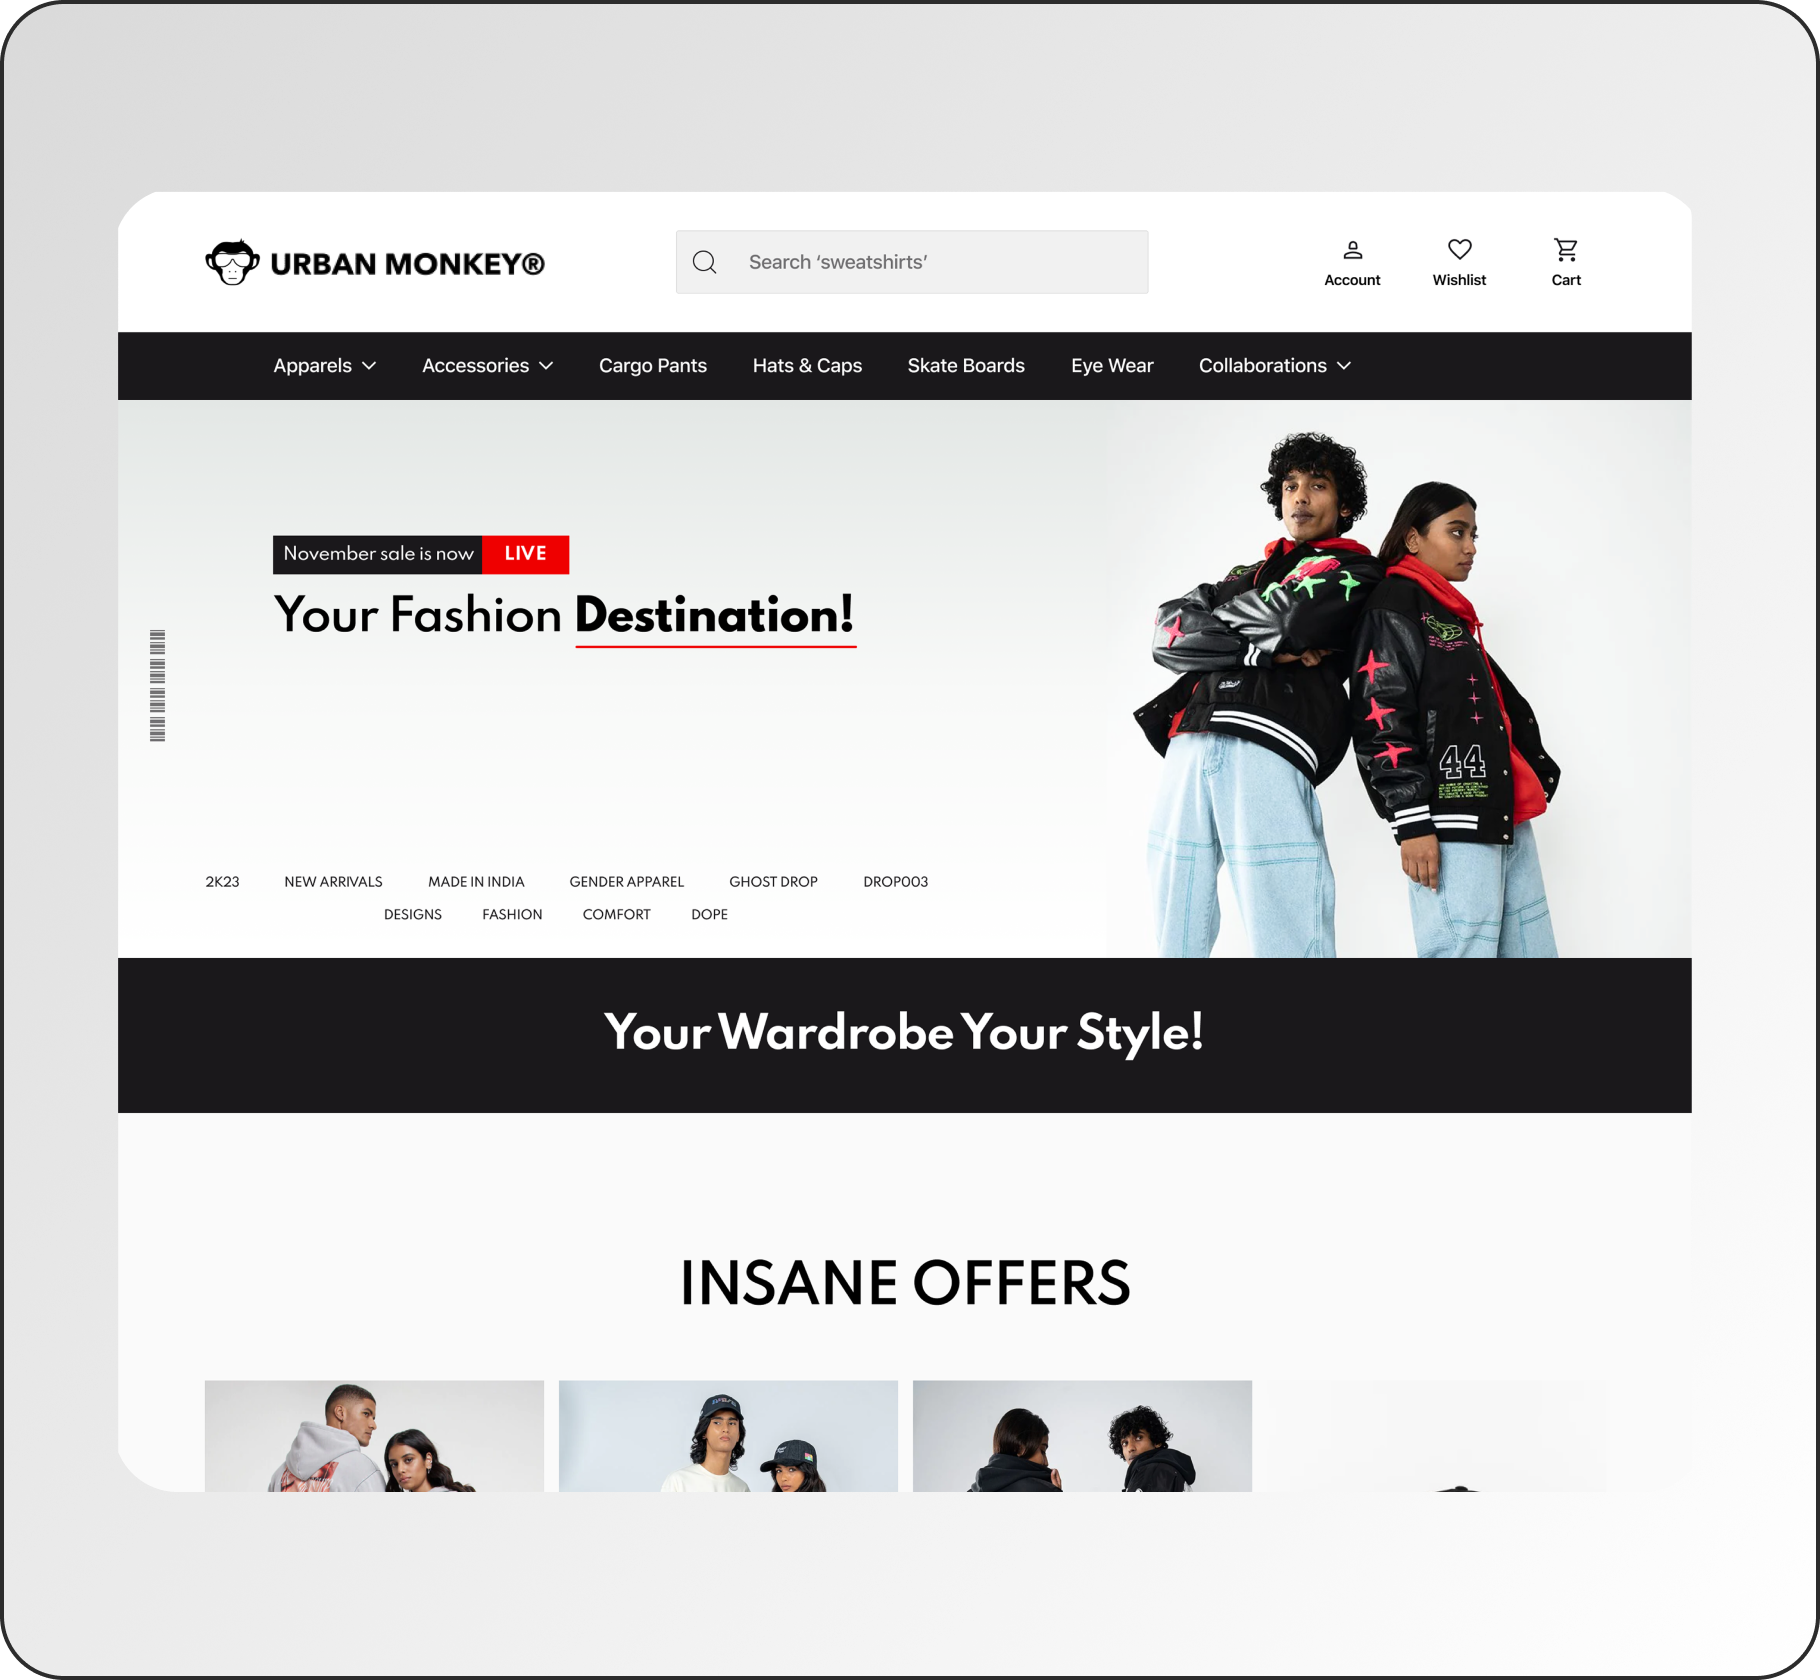 URBAN MONKEY®
Search ‘sweatshirts’
Account Wishlist Cart
Apparels Accessories Cargo Pants Hats & Caps Skate Boards Eye Wear Collaborations
November sale is now LIVE
Your Fashion Destination!
44
2K23 NEW ARRIVALS MADE IN INDIA GENDER APPAREL GHOST DROP DROP003
DESIGNS FASHION COMFORT DOPE
Your Wardrobe Your Style!
INSANE OFFERS